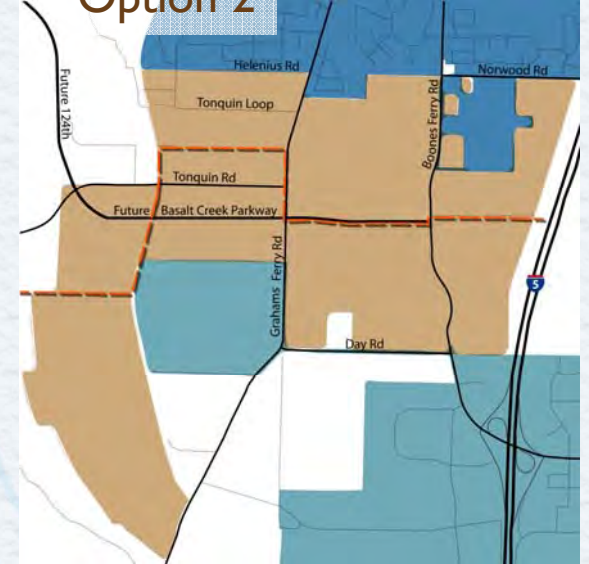 Option 2
Helenius Rd
Norwood Rd
Future 124th
Tonquin Loop
Boones Ferry Rd
Tonquin Rd
Future Basalt Creek Parkway
Grahams Ferry Rd
5
Day Rd